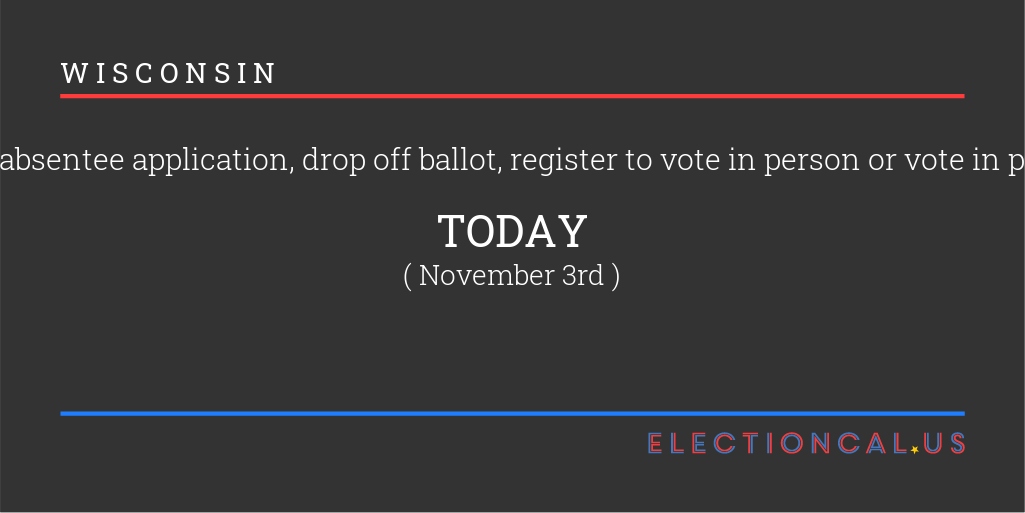 WISCONSIN
absentee application, drop off ballot, register to vote in person or vote in p
TODAY
( November 3rd )
ELECTIONCAL.US